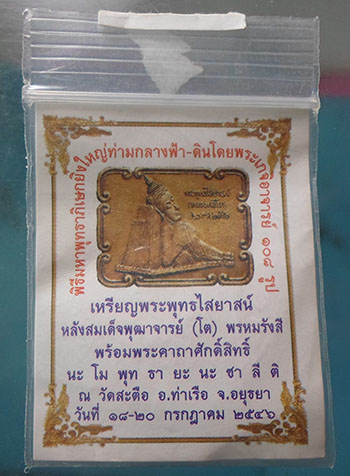 พิธีมหาพุทธาภิเษกยิ่งใหญ่ท่ามกลางฟ้า-ดินโดยพระเกจิอาจารย์ ๑๐๘ รูป
เหรียญพระพุทธไสยาสน์
หลังสมเด็จพุฒาจารย์ (โต) พรหมรังสี
พร้อมพระคาถาศักดิ์สิทธิ์
นะ โม พุท ธา ยะ นะ ชา ลี ติ
ณ วัดสะตือ อ.ท่าเรือ จ.อยุธยา
วันที่ ๑๘-๒๐ กรกฎาคม ๒๕๔๖